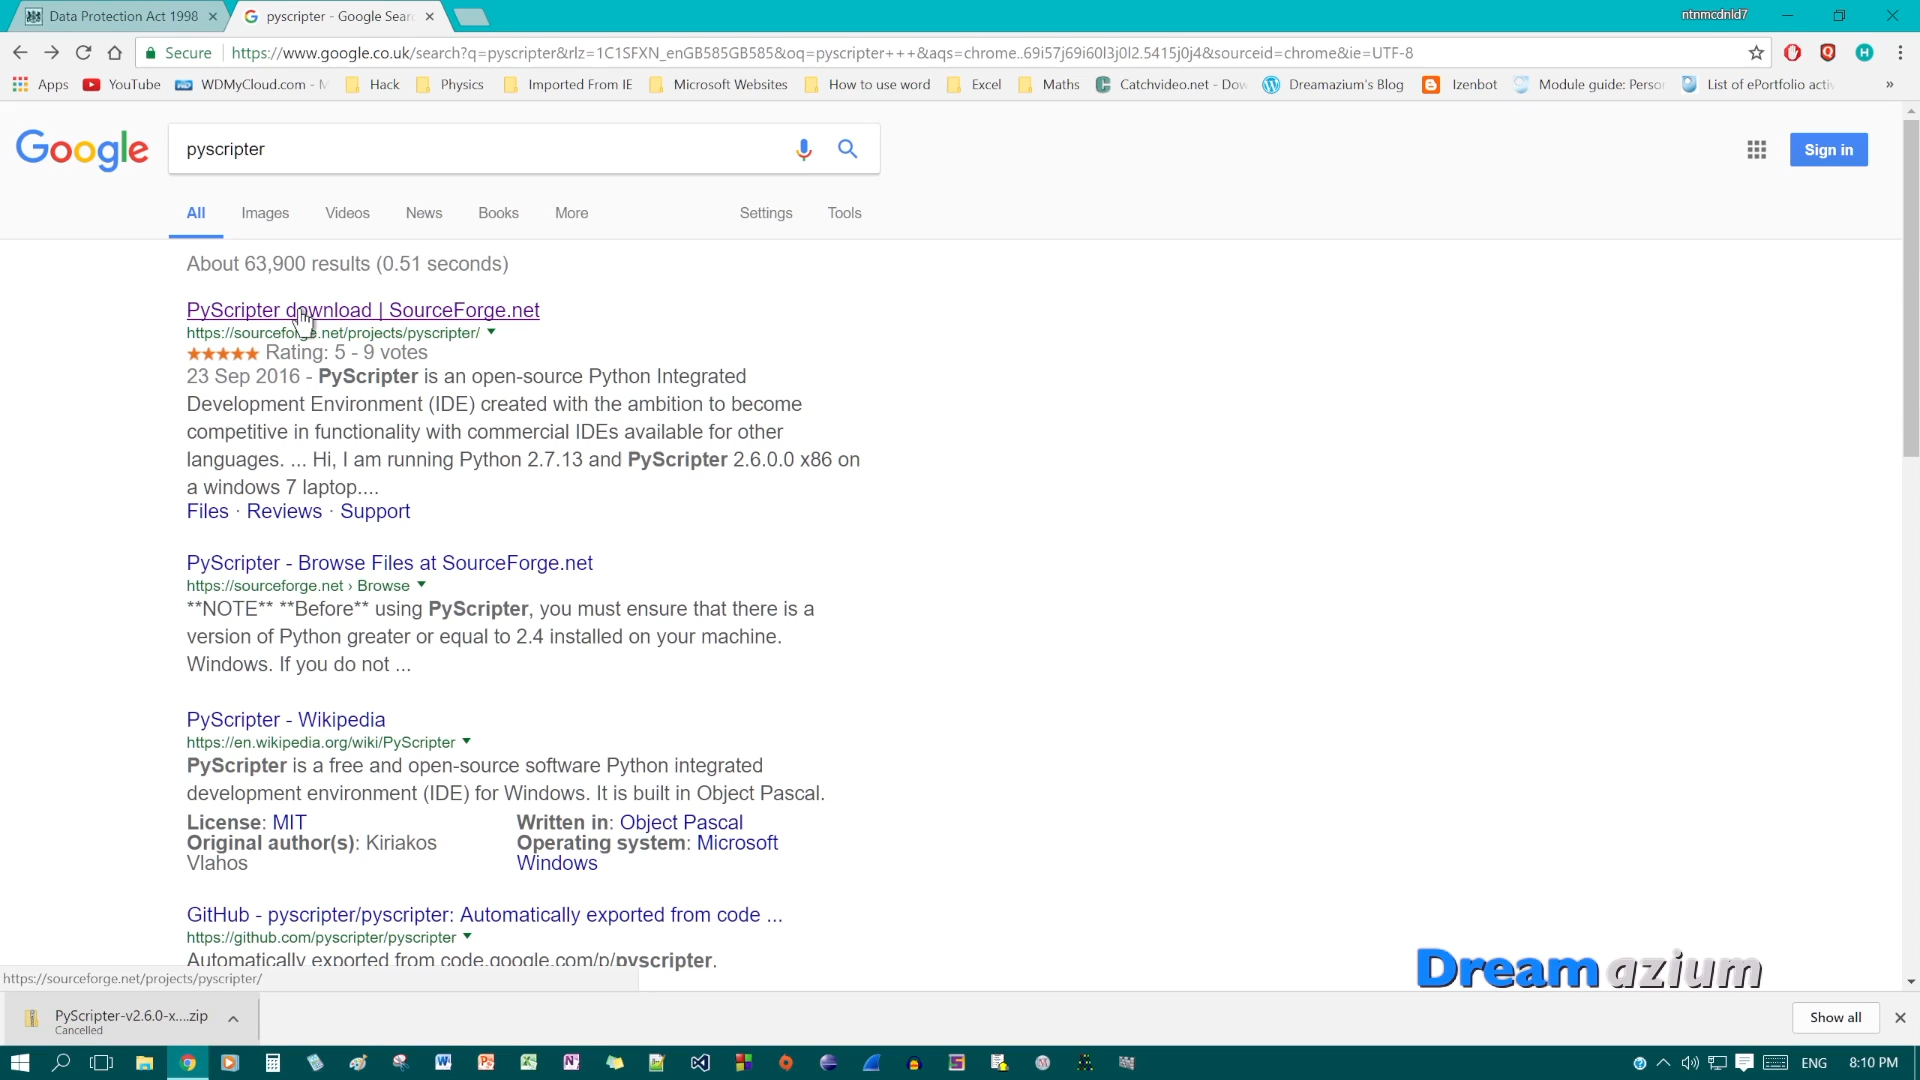 Data Protection Act 1998
pyscripter - Google Sear
ntnmcdnld7
Secure
https://www.google.co.uk/search?q=pyscripter&rlz=1C1SFXN_enGB585GB585&oq=pyscripter+++&aqs=chrome..69i57j69i60l3j0l2.5415j0j4&sourceid=chrome&ie=UTF-8
Apps YouTube WDMyCloud.com - M Hack Physics Imported From IE Microsoft Websites How to use word Excel Maths Catchvideo.net - Dow Dreamazium's Blog Izenbot Module guide: Perso List of ePortfolio activ »
Google
pyscripter
Sign in
All Images Videos News Books More Settings Tools
About 63,900 results (0.51 seconds)
PyScripter download | SourceForge.net
https://sourceforge.net/projects/pyscripter/
Rating: 5 - 9 votes
23 Sep 2016 - PyScripter is an open-source Python Integrated
Development Environment (IDE) created with the ambition to become
competitive in functionality with commercial IDEs available for other
languages. ... Hi, I am running Python 2.7.13 and PyScripter 2.6.0.0 x86 on
a windows 7 laptop....
Files · Reviews · Support
PyScripter - Browse Files at SourceForge.net
https://sourceforge.net › Browse
**NOTE** **Before** using PyScripter, you must ensure that there is a
version of Python greater or equal to 2.4 installed on your machine.
Windows. If you do not ...
PyScripter - Wikipedia
https://en.wikipedia.org/wiki/PyScripter
PyScripter is a free and open-source software Python integrated
development environment (IDE) for Windows. It is built in Object Pascal.
License: MIT
Original author(s): Kiriakos
Vlahos
Written in: Object Pascal
Operating system: Microsoft
Windows
GitHub - pyscripter/pyscripter: Automatically exported from code ...
https://github.com/pyscripter/pyscripter
Automatically exported from code.google.com/p/pyscripter.
Dreamazium
https://sourceforge.net/projects/pyscripter/
PyScripter-v2.6.0-x....zip
Cancelled
Show all
ENG
8:10 PM